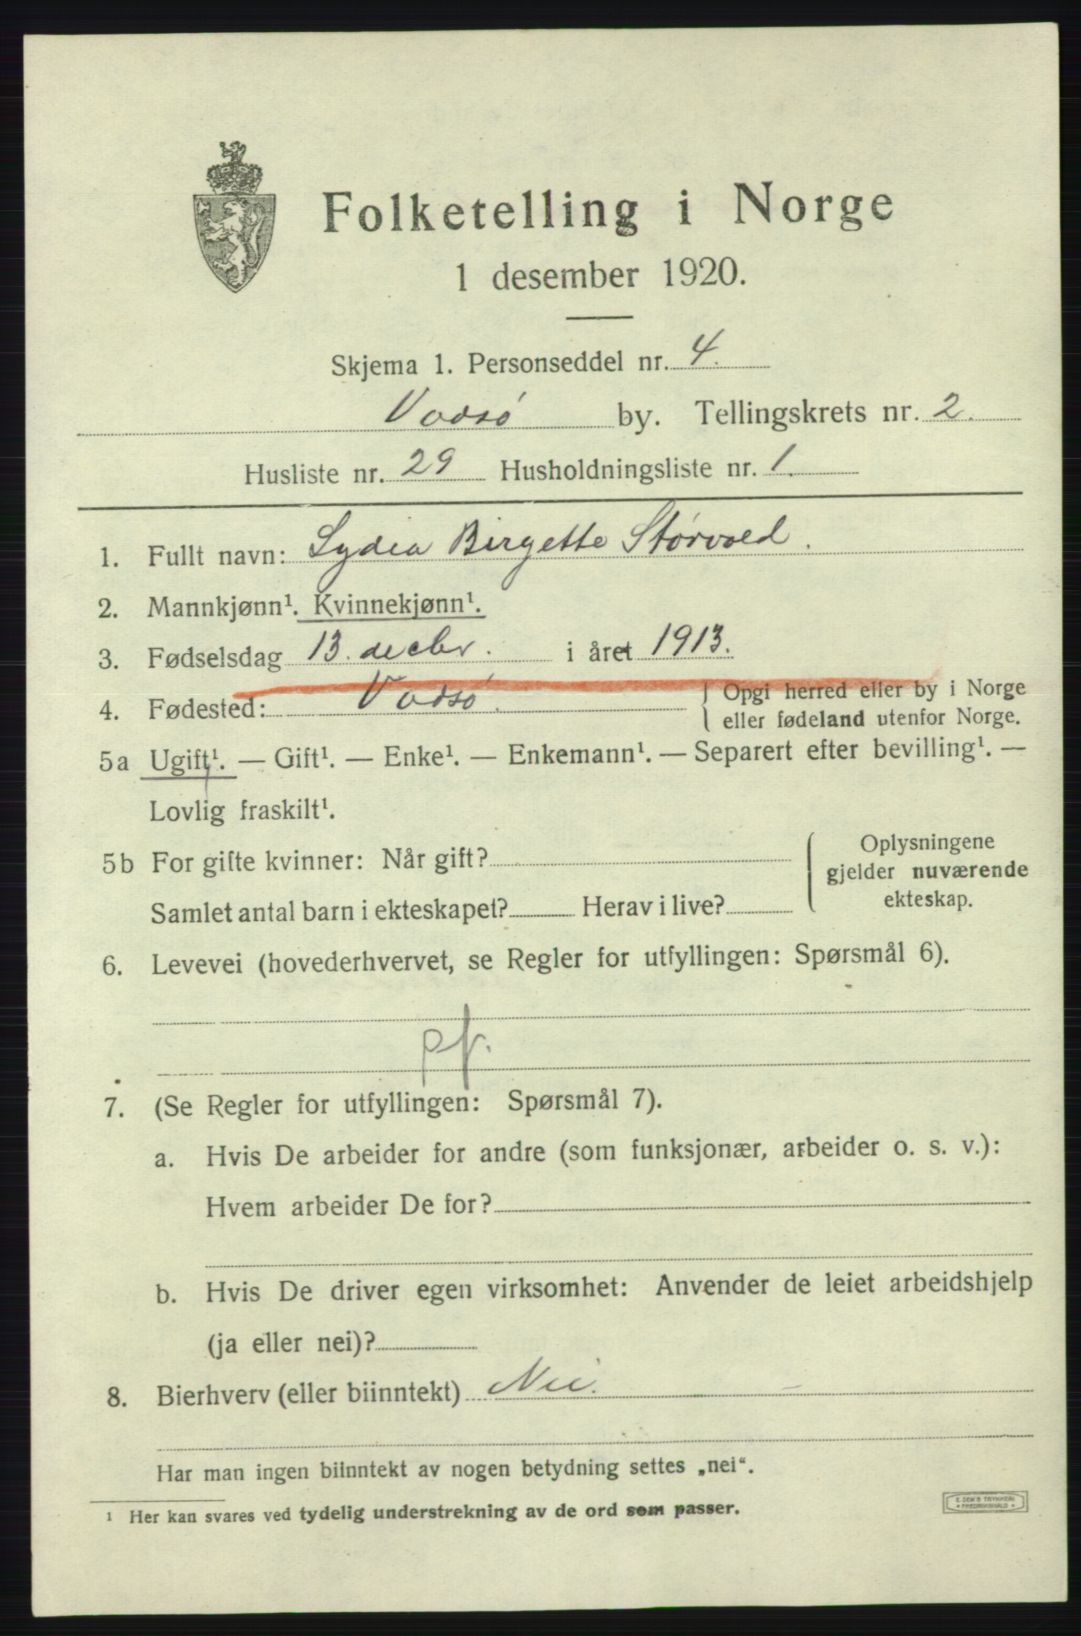 Folketelling i Norge
1 desember 1920.
Skjema 1. Personseddel nr. 4.
Vadsø by. Tellingskrets nr. 2.
Husliste nr. 29 Husholdningsliste nr. 1.
1. Fullt navn: Lydia Birgette Størvold.
2. Mannkjønn¹. Kvinnekjønn¹.
3. Fødselsdag 13. decbr. i året 1913.
4. Fødested: Vadsø. Opgi herred eller by i Norge
eller fødeland utenfor Norge.
5a Ugift¹. — Gift¹. — Enke¹. — Enkemann¹. — Separert efter bevilling¹. —
Lovlig fraskilt¹.
5b For gifte kvinner: Når gift?
Samlet antal barn i ekteskapet? Herav i live?
Oplysningene
gjelder nuværende
ekteskap.
6. Levevei (hovederhvervet, se Regler for utfyllingen: Spørsmål 6).
pf.
7. (Se Regler for utfyllingen: Spørsmål 7).
a. Hvis De arbeider for andre (som funksjonær, arbeider o. s. v.):
Hvem arbeider De for?
b. Hvis De driver egen virksomhet: Anvender de leiet arbeidshjelp
(ja eller nei)?
8. Bierhverv (eller biinntekt) Nei.
Har man ingen biinntekt av nogen betydning settes „nei“.
¹ Her kan svares ved tydelig understrekning av de ord som passer.